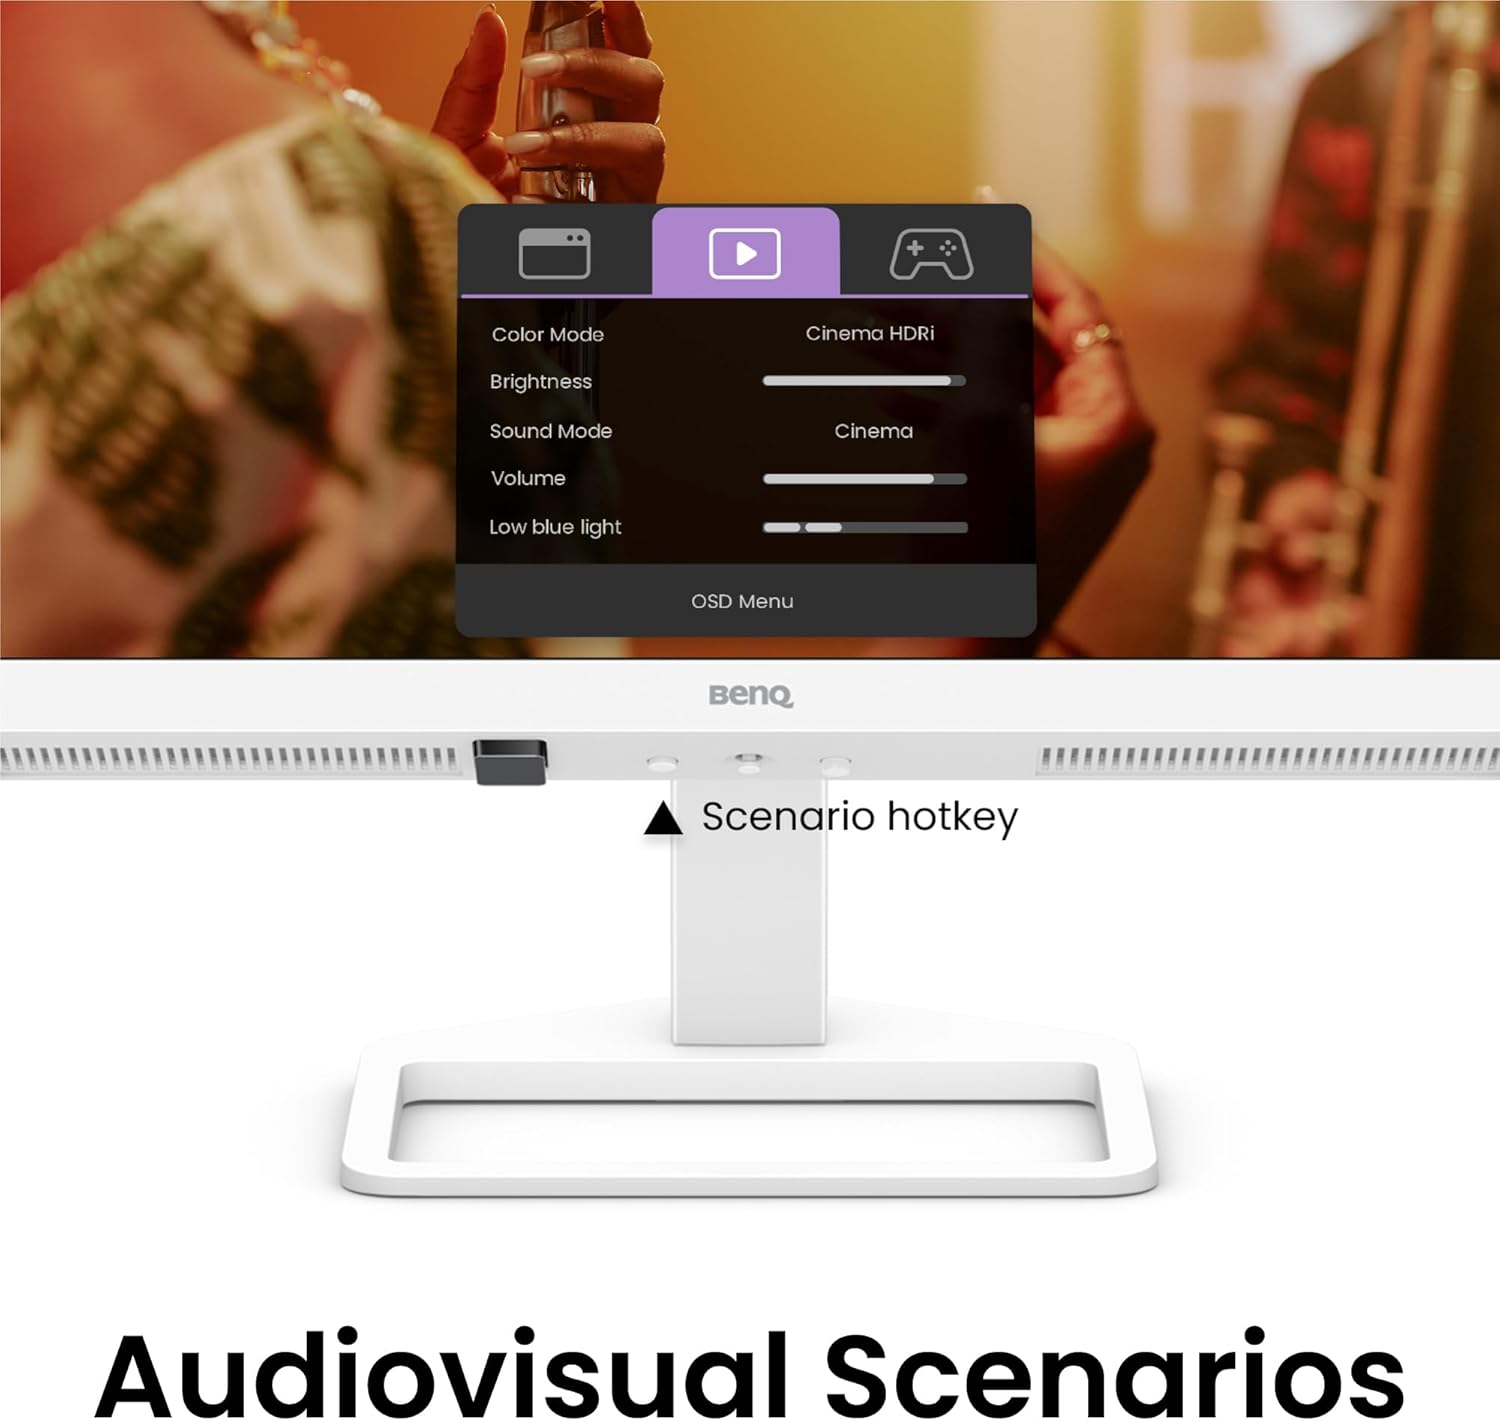 Color Mode Cinema HDRi
Brightness
Sound Mode Cinema
Volume
Low blue light
OSD Menu
BenQ
Scenario hotkey
Audiovisual Scenarios